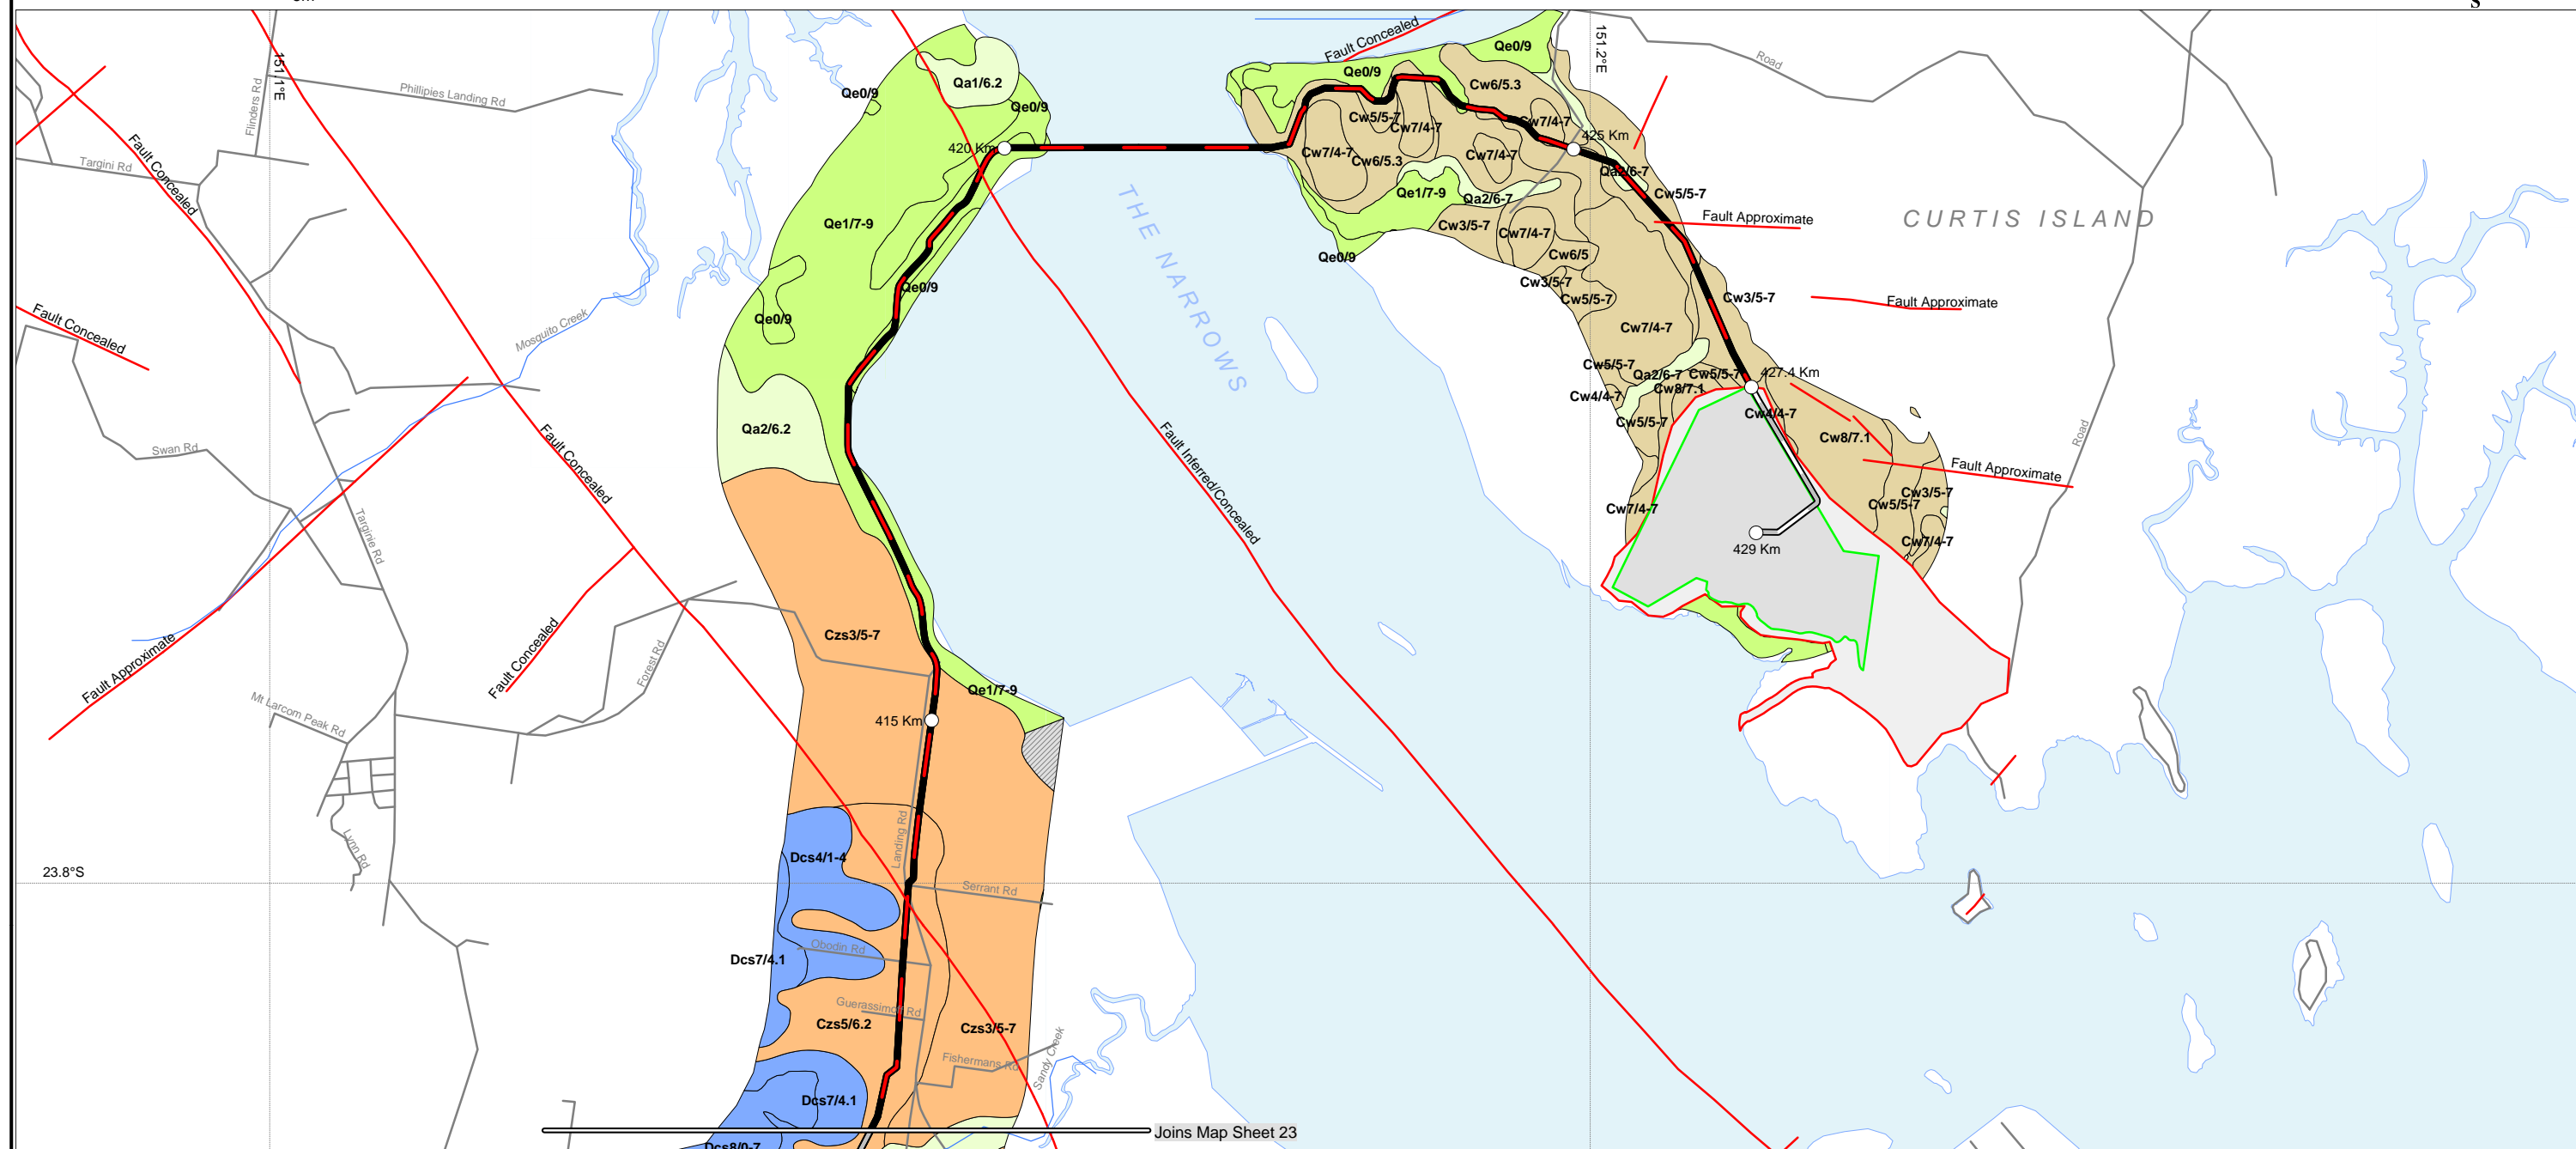 151.1°E
151.2°E
Fault Concealed
Qe0/9
Road
Flinders Rd
Phillipies Landing Rd
Qe0/9
Qa1/6.2
Qe0/9
Qe0/9
Cw6/5.3
Cw5/5-7
Cw7/4-7
Cw7/4-7
425 Km
Targini Rd
Fault Concealed
420 Km
Cw7/4-7
Cw6/5.3
Cw7/4-7
Qa2/6-7
Qe1/7-9
Qa2/6-7
Cw5/5-7
Fault Approximate
CURTIS ISLAND
Qe1/7-9
THE NARROWS
Cw3/5-7
Cw7/4-7
Cw6/5
Qe0/9
Qe0/9
Cw3/5-7
Cw5/5-7
Cw3/5-7
Fault Approximate
Fault Concealed
Mosquito Creek
Qe0/9
Cw7/4-7
Cw5/5-7
Qa2/6-7
Cw5/5-7
427.4 Km
Cw8/7.1
Cw4/4-7
Cw4/4-7
Cw5/5-7
Qa2/6.2
Cw8/7.1
Road
Swan Rd
Fault Concealed
Fault Inferred/Concealed
Fault Approximate
Cw3/5-7
Cw5/5-7
Cw7/4-7
Cw7/4-7
429 Km
Targinie Rd
Czs3/5-7
Fault Approximate
Fault Concealed
Forest Rd
Qe1/7-9
Mt Larcom Peak Rd
415 Km
Lynn Rd
Landing Rd
Dcs4/1-4
23.8°S
Serrant Rd
Obodin Rd
Dcs7/4.1
Guerassimoff Rd
Czs5/6.2
Czs3/5-7
Fishermans Rd
Sandy Creek
Dcs7/4.1
Joins Map Sheet 23
Dcs8/0-7